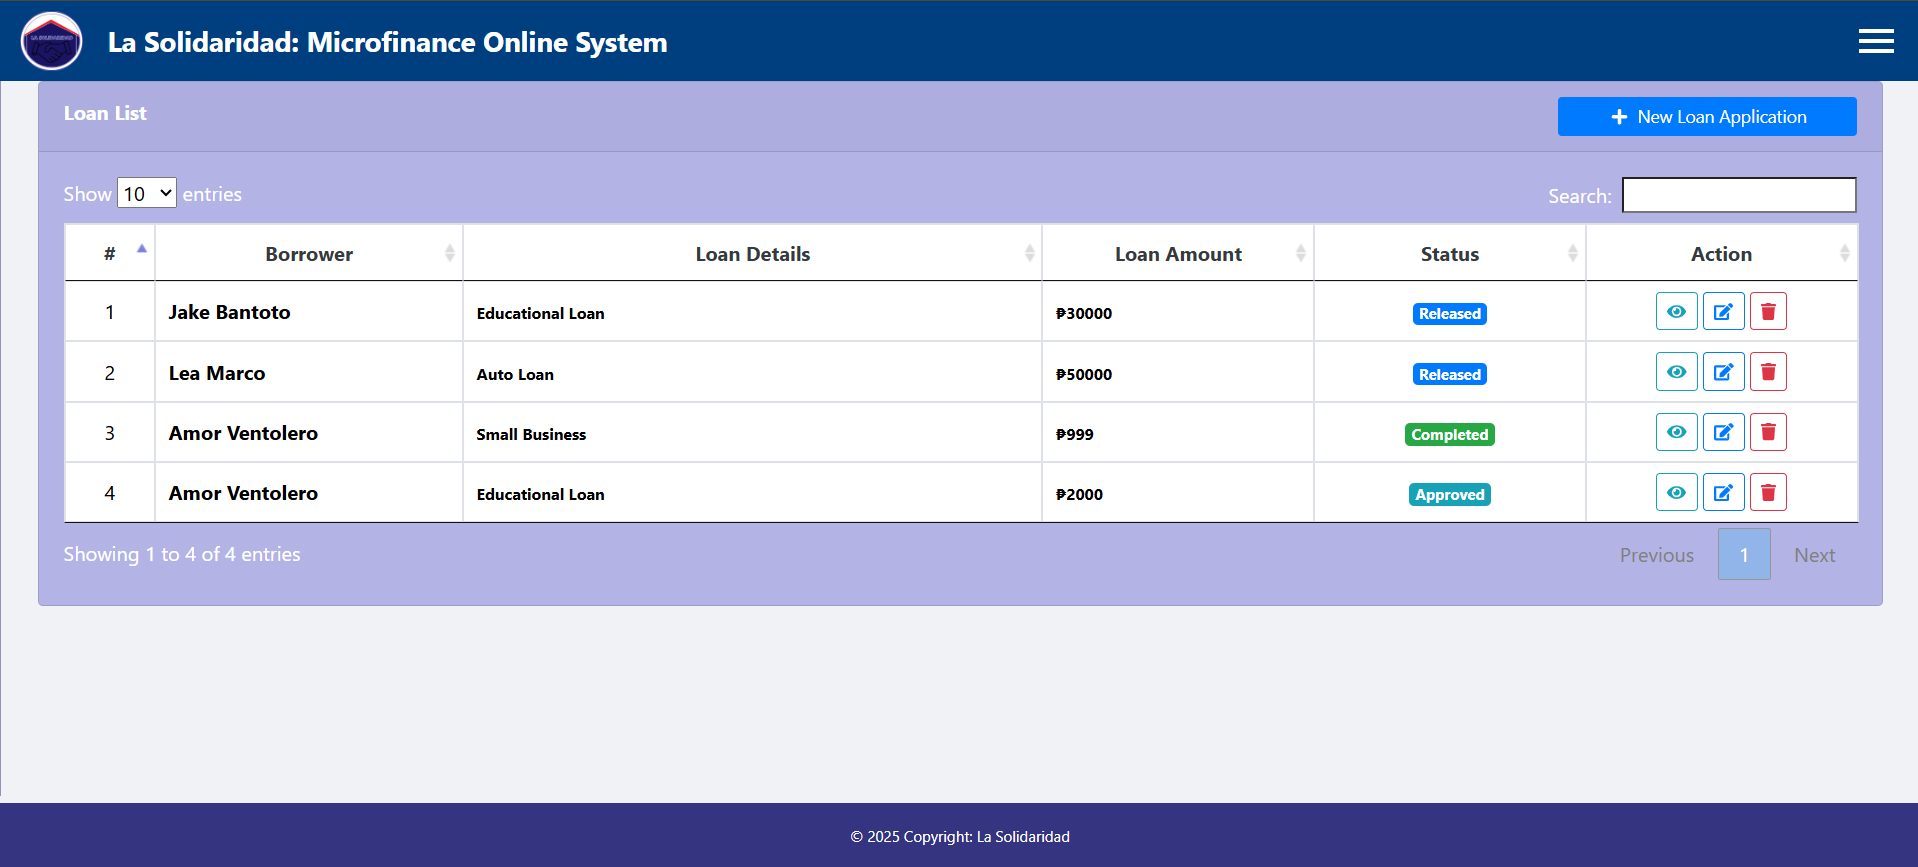 LA SOLIDARIDAD
La Solidaridad: Microfinance Online System
Loan List
New Loan Application
Show 10 entries
Search:
# Borrower Loan Details Loan Amount Status Action
1 Jake Bantoto Educational Loan ₱30000 Released
2 Lea Marco Auto Loan ₱50000 Released
3 Amor Ventolero Small Business ₱999 Completed
4 Amor Ventolero Educational Loan ₱2000 Approved
Showing 1 to 4 of 4 entries
Previous 1 Next
© 2025 Copyright: La Solidaridad